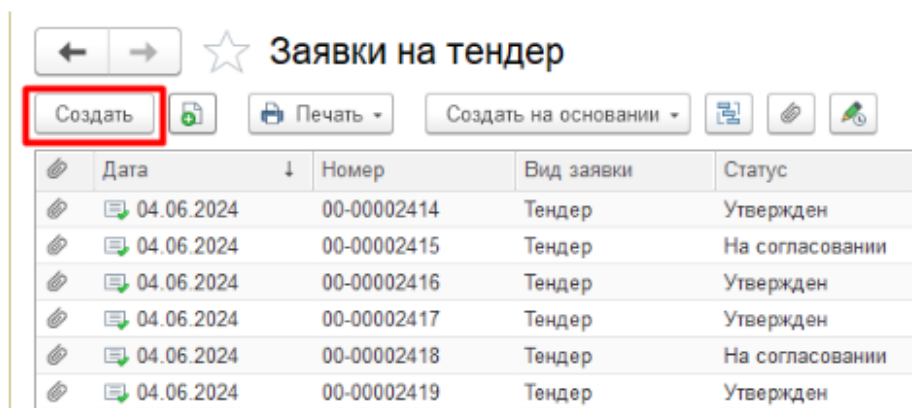 Заявки на тендер
Создать Печать Создать на основании
Дата Номер Вид заявки Статус
04.06.2024 00-00002414 Тендер Утвержден
04.06.2024 00-00002415 Тендер На согласовании
04.06.2024 00-00002416 Тендер Утвержден
04.06.2024 00-00002417 Тендер Утвержден
04.06.2024 00-00002418 Тендер На согласовании
04.06.2024 00-00002419 Тендер Утвержден